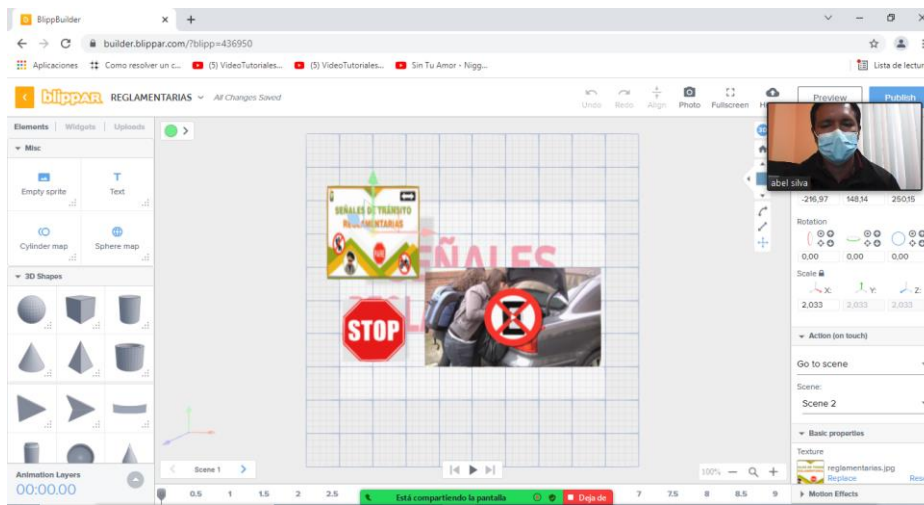 BlippBuilder
builder.blippar.com/?blipp=436950
Aplicaciones
Como resolver un c...
(5) VideoTutoriales...
(5) VideoTutoriales...
Sin Tu Amor - Nigg...
Lista de lectur
blippAR
REGLAMENTARIAS
All Changes Saved
Undo
Redo
Align
Photo
Fullscreen
Preview
Publish
Elements
Widgets
Uploads
Misc
Empty sprite
Text
Cylinder map
Sphere map
3D Shapes
SEÑALES DE TRÁNSITO
REGLAMENTARIAS
SEÑALES
STOP
abel silva
-216,97
148,14
250,15
Rotation
0,00
0,00
0,00
Scale
X:
Y:
Z:
2,033
2,033
2,033
Action (on touch)
Go to scene
Scene:
Scene 2
Basic properties
Texture
reglamentarias.jpg
Replace
Rese
Motion Effects
Scene 1
100%
Animation Layers
00:00.00
0.5
1
1.5
2
2.5
Está compartiendo la pantalla
Deja de
7
7.5
8
8.5
9